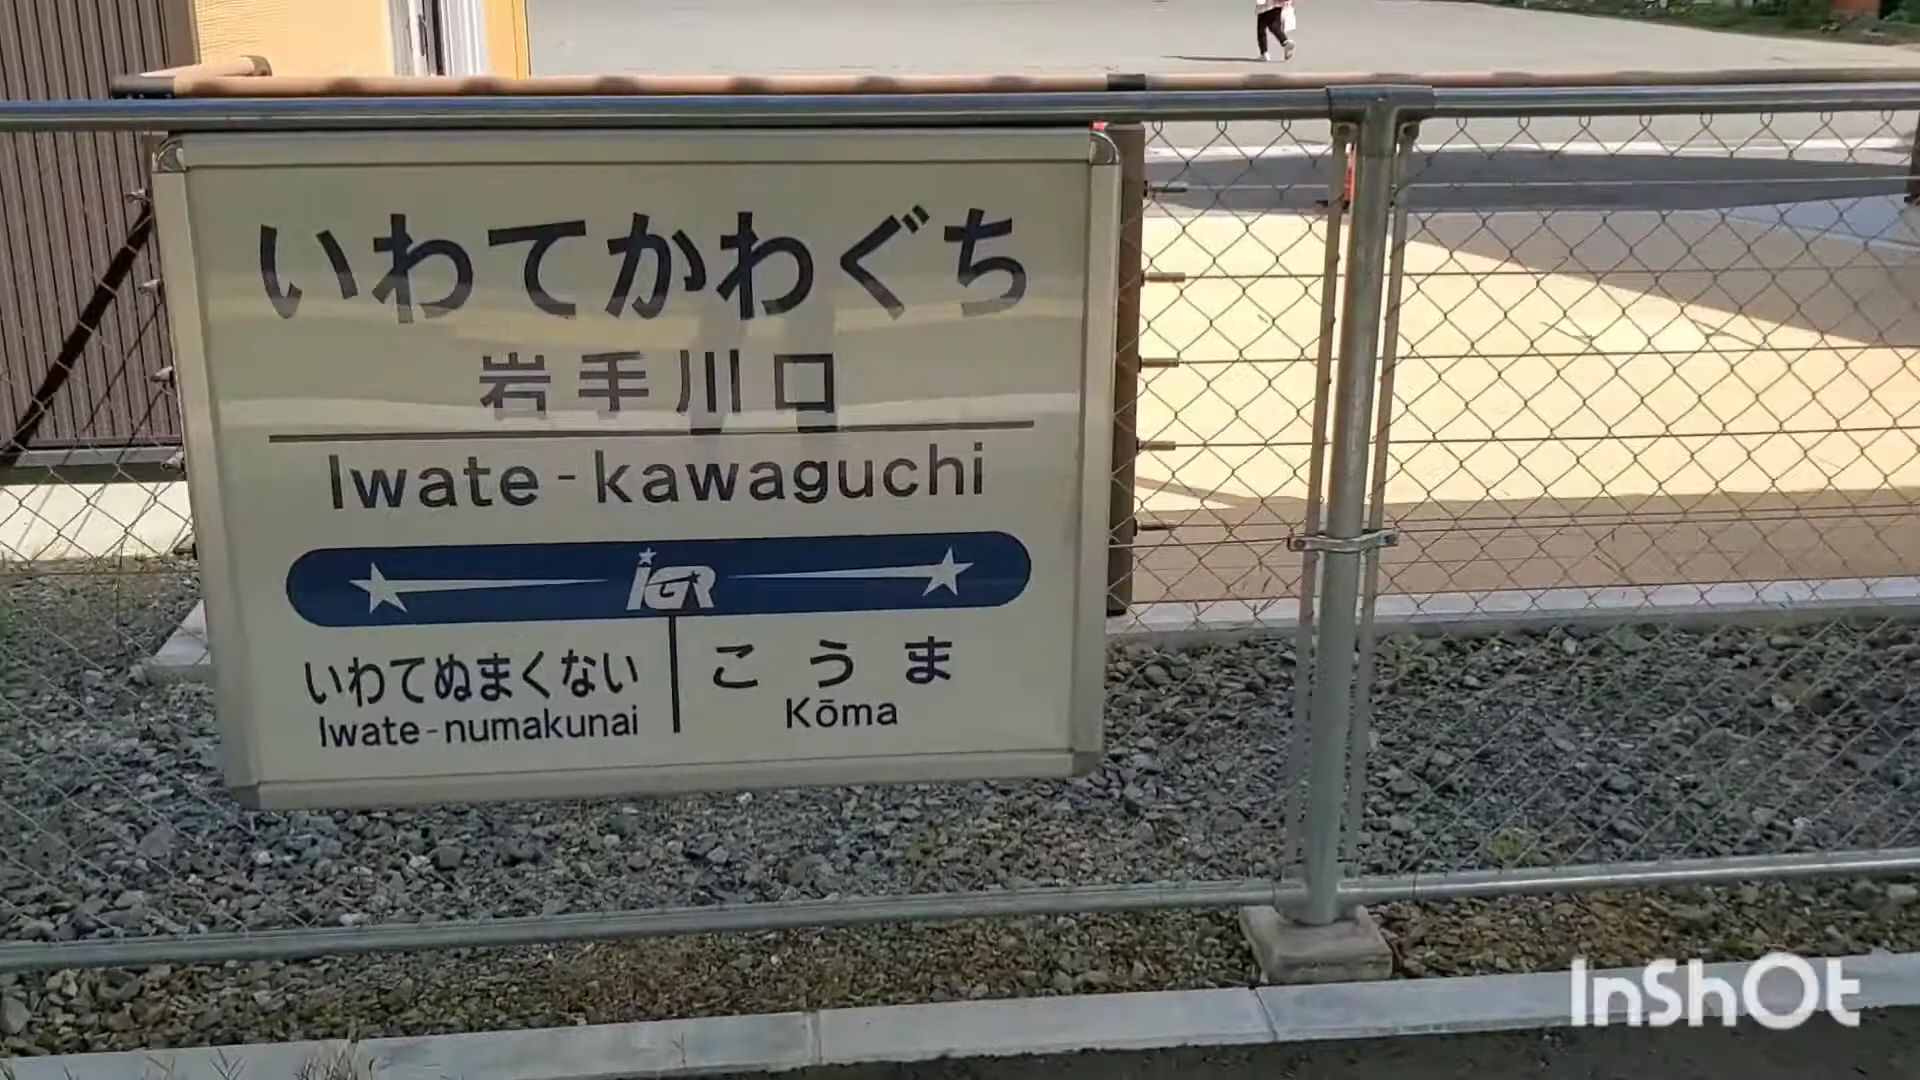 いわてかわぐち
岩手川口
Iwate-kawaguchi
iGR
いわてぬまくない
Iwate-numakunai
こうま
Kōma
InShOt